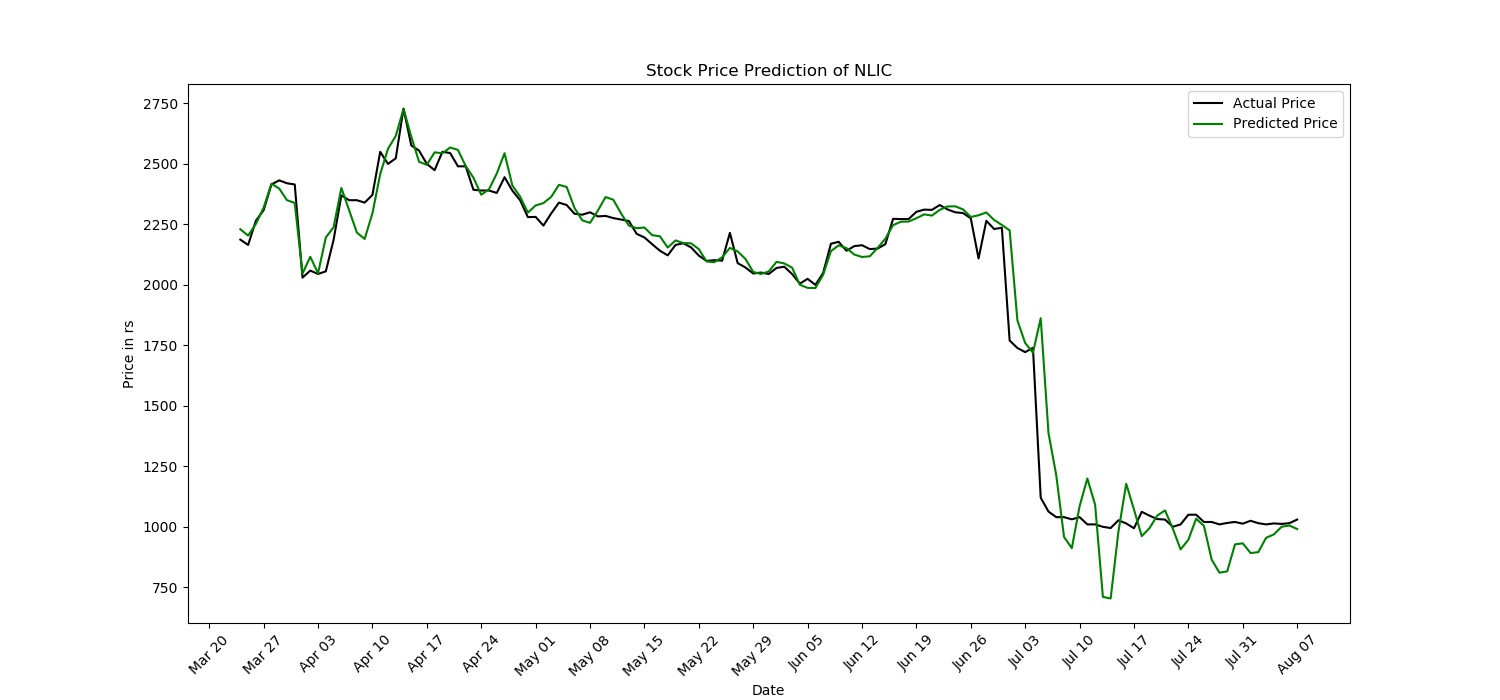 Stock Price Prediction of NLIC
Actual Price
Predicted Price
Price in rs
2750
2500
2250
2000
1750
1500
1250
1000
750
Mar 20
Mar 27
Apr 03
Apr 10
Apr 17
Apr 24
May 01
May 08
May 15
May 22
May 29
Jun 05
Jun 12
Jun 19
Jun 26
Jul 03
Jul 10
Jul 17
Jul 24
Jul 31
Aug 07
Date